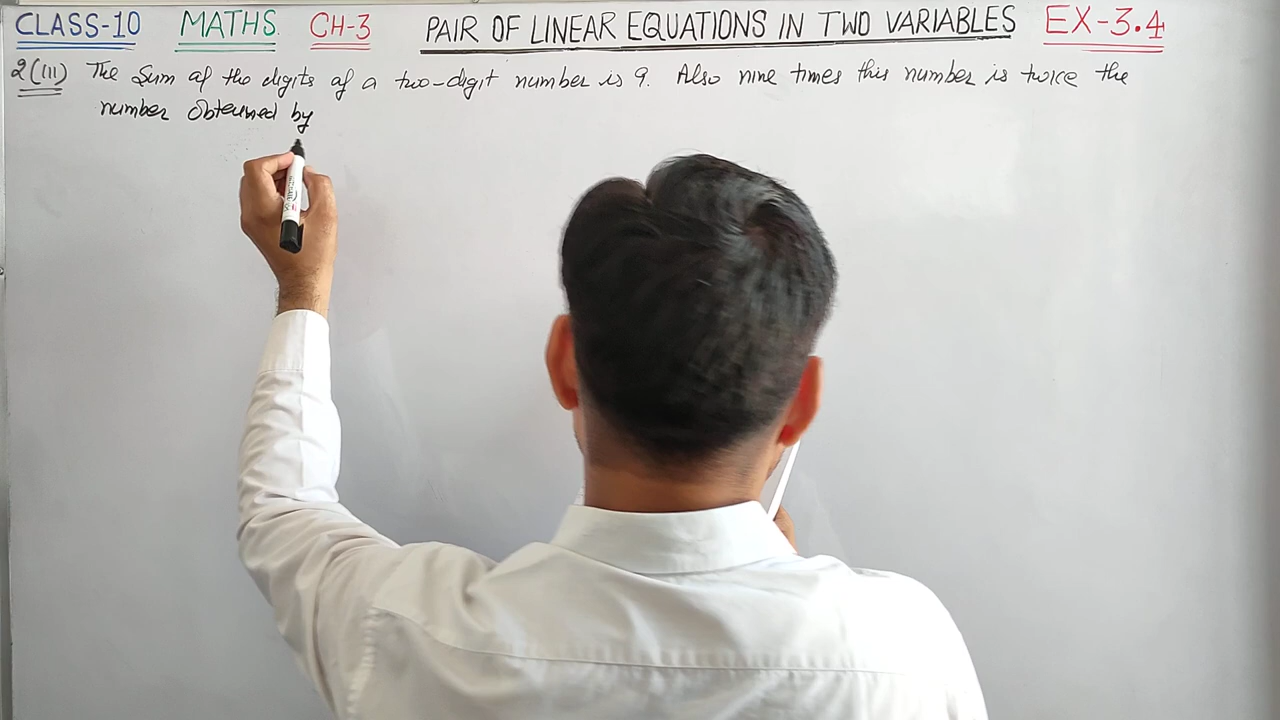 CLASS-10 MATHS. CH-3 PAIR OF LINEAR EQUATIONS IN TWO VARIABLES EX-3.4
2(III) The Sum of the digits of a two-digit number is 9. Also nine times this number is twice the
number obtained by